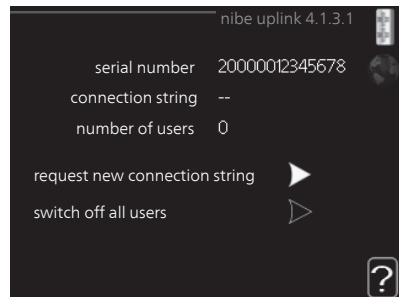 nibe uplink 4.1.3.1
serial number 20000012345678
connection string --
number of users 0
request new connection string
switch off all users
?